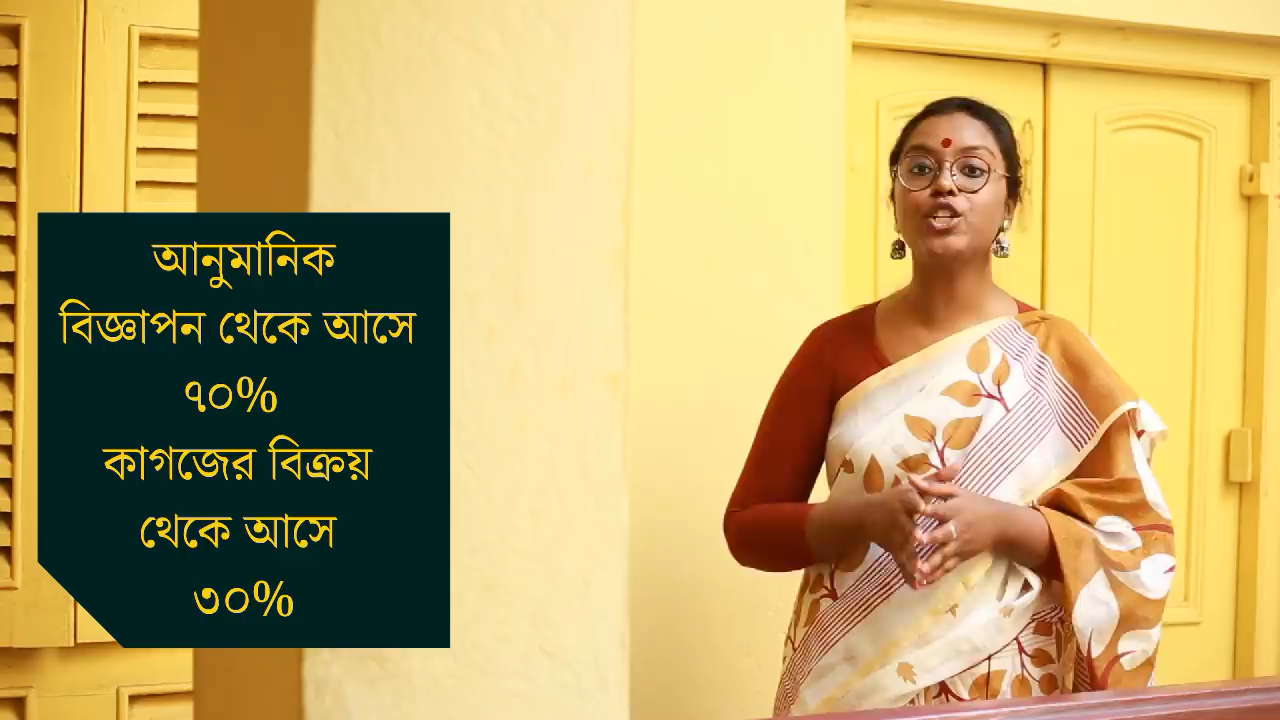 আনুমানিক
বিজ্ঞাপন থেকে আসে
৭০%
কাগজের বিক্রয়
থেকে আসে
৩০%